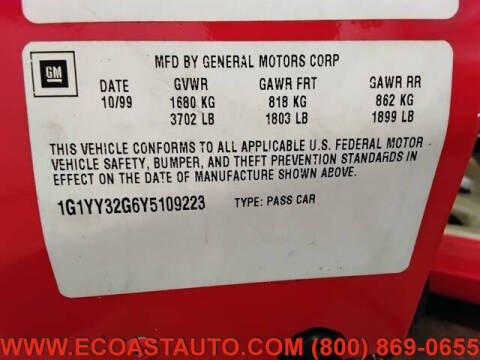 GM
MFD BY GENERAL MOTORS CORP
DATE GVWR GAWR FRT GAWR RR
10/99 1680 KG 818 KG 862 KG
3702 LB 1803 LB 1899 LB
THIS VEHICLE CONFORMS TO ALL APPLICABLE U.S. FEDERAL MOTOR
VEHICLE SAFETY, BUMPER, AND THEFT PREVENTION STANDARDS IN
EFFECT ON THE DATE OF MANUFACTURE SHOWN ABOVE.
1G1YY32G6Y5109223 TYPE: PASS CAR
WWW.ECOASTAUTO.COM (800) 869-0655